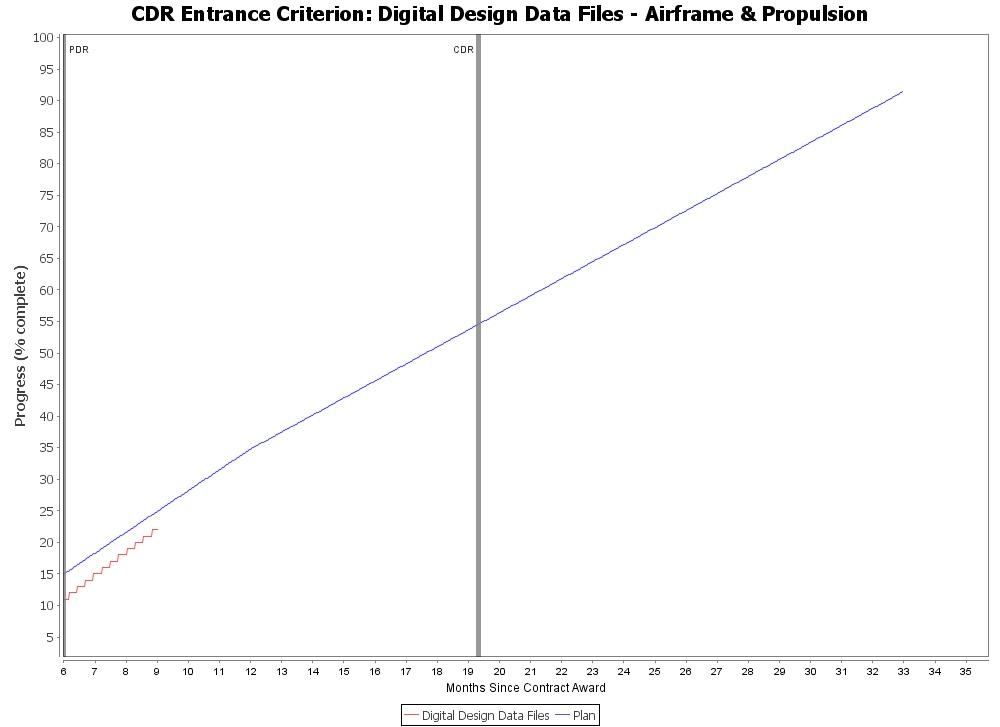 CDR Entrance Criterion: Digital Design Data Files - Airframe & Propulsion
100
95
90
85
80
75
70
65
60
55
50
45
40
35
30
25
20
15
10
5
Progress (% complete)
PDR
CDR
6 7 8 9 10 11 12 13 14 15 16 17 18 19 20 21 22 23 24 25 26 27 28 29 30 31 32 33 34 35
Months Since Contract Award
Digital Design Data Files Plan